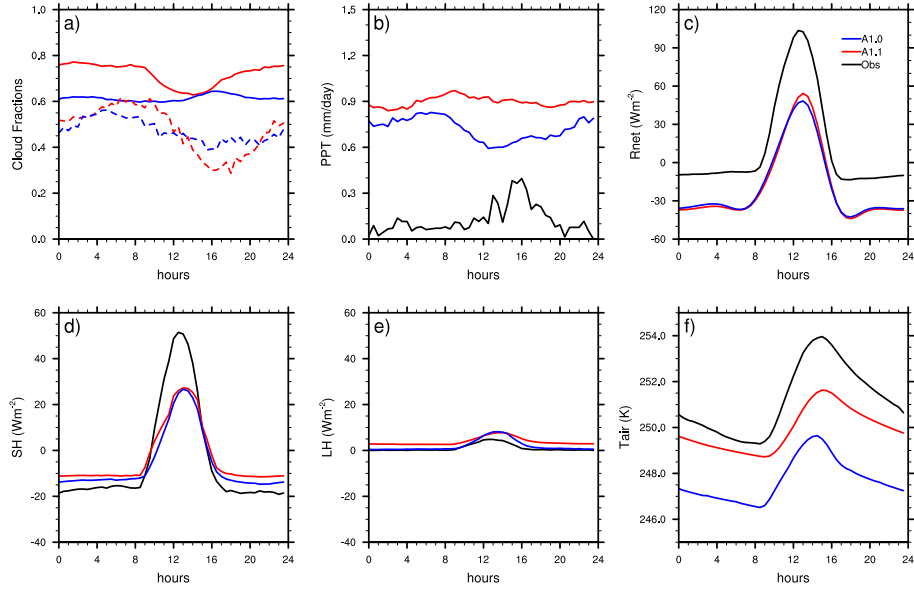 a)
Cloud Fractions
1.0
0.8
0.6
0.4
0.2
0.0
0 4 8 12 16 20 24
hours
b)
PPT (mm/day)
1.5
1.2
0.9
0.6
0.3
0.0
0 4 8 12 16 20 24
hours
c)
Rnet (Wm-2)
120
90
60
30
0
-30
-60
A1.0
A1.1
Obs
0 4 8 12 16 20 24
hours
d)
SH (Wm-2)
60
40
20
0
-20
-40
0 4 8 12 16 20 24
hours
e)
LH (Wm-2)
60
40
20
0
-20
-40
0 4 8 12 16 20 24
hours
f)
Tair (K)
254.0
252.0
250.0
248.0
246.0
0 4 8 12 16 20 24
hours